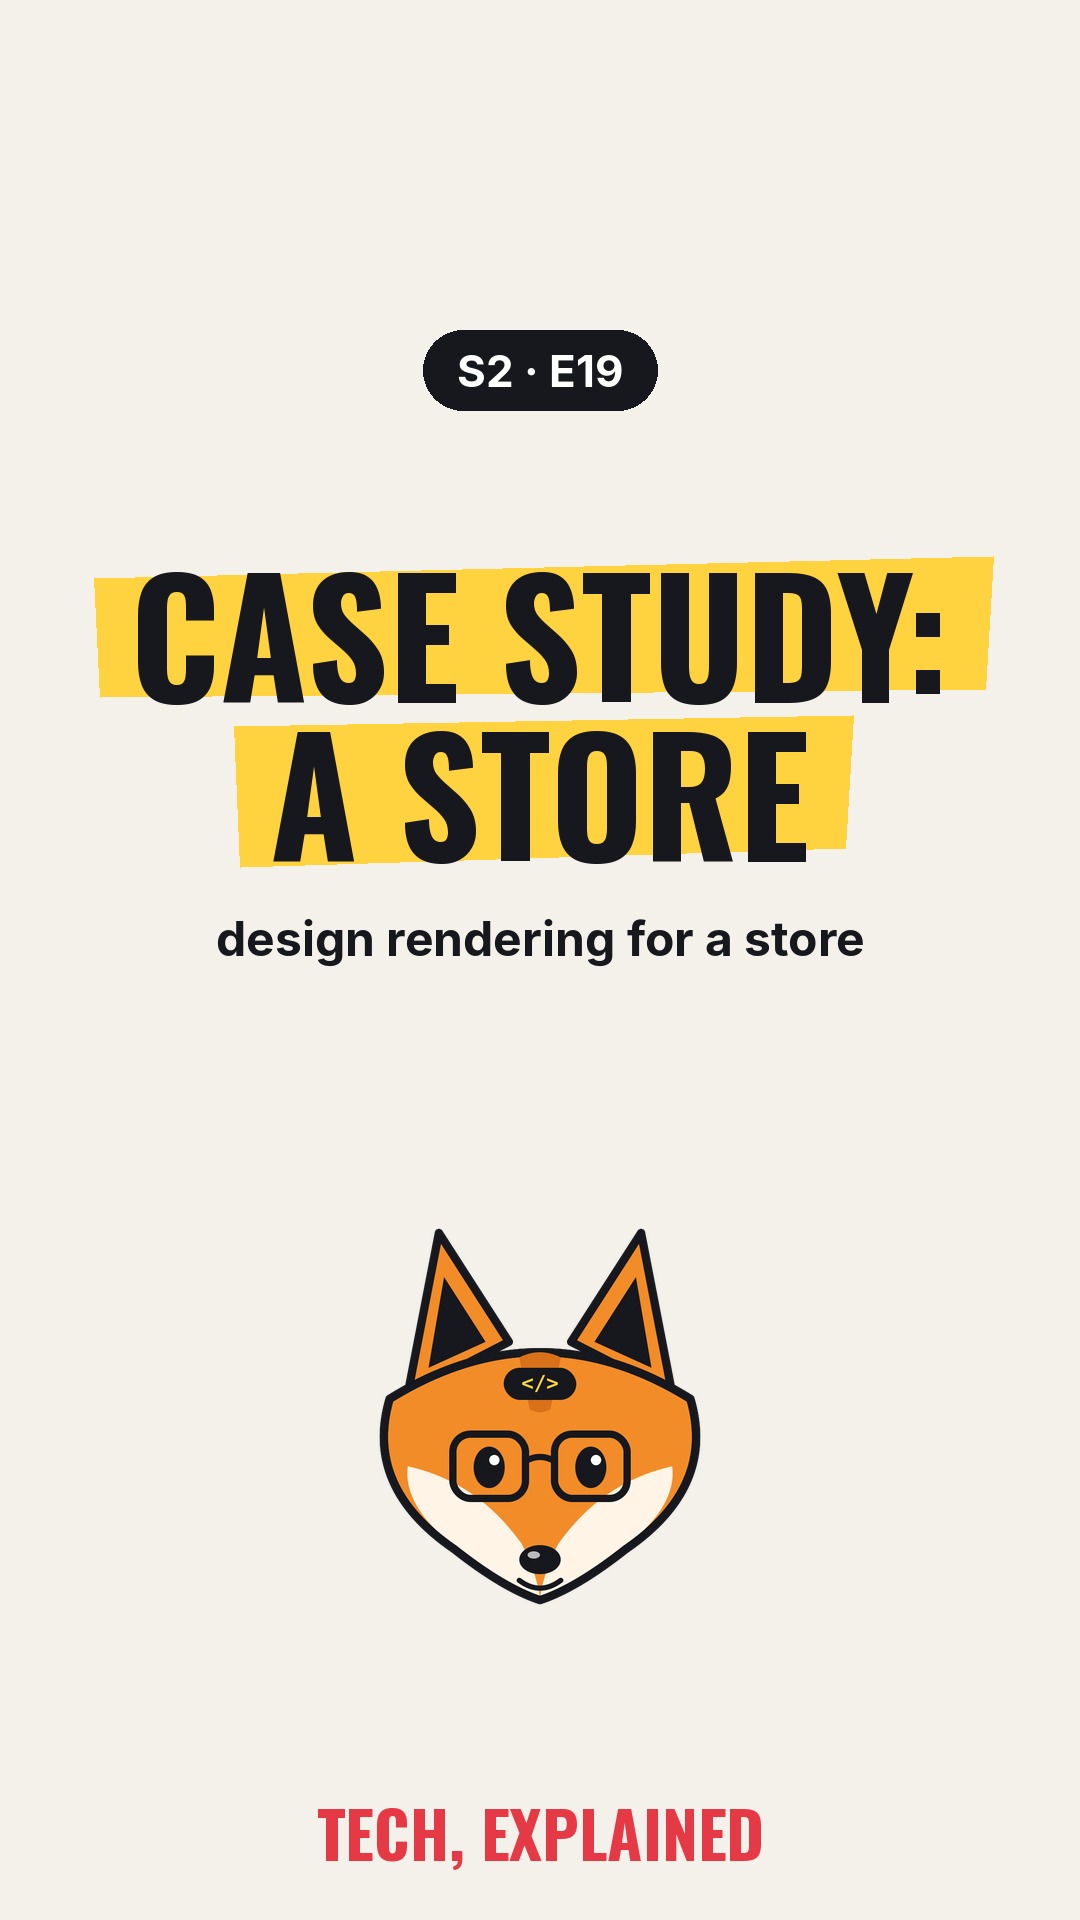 S2 · E19
CASE STUDY:
A STORE
design rendering for a store
</>
TECH, EXPLAINED